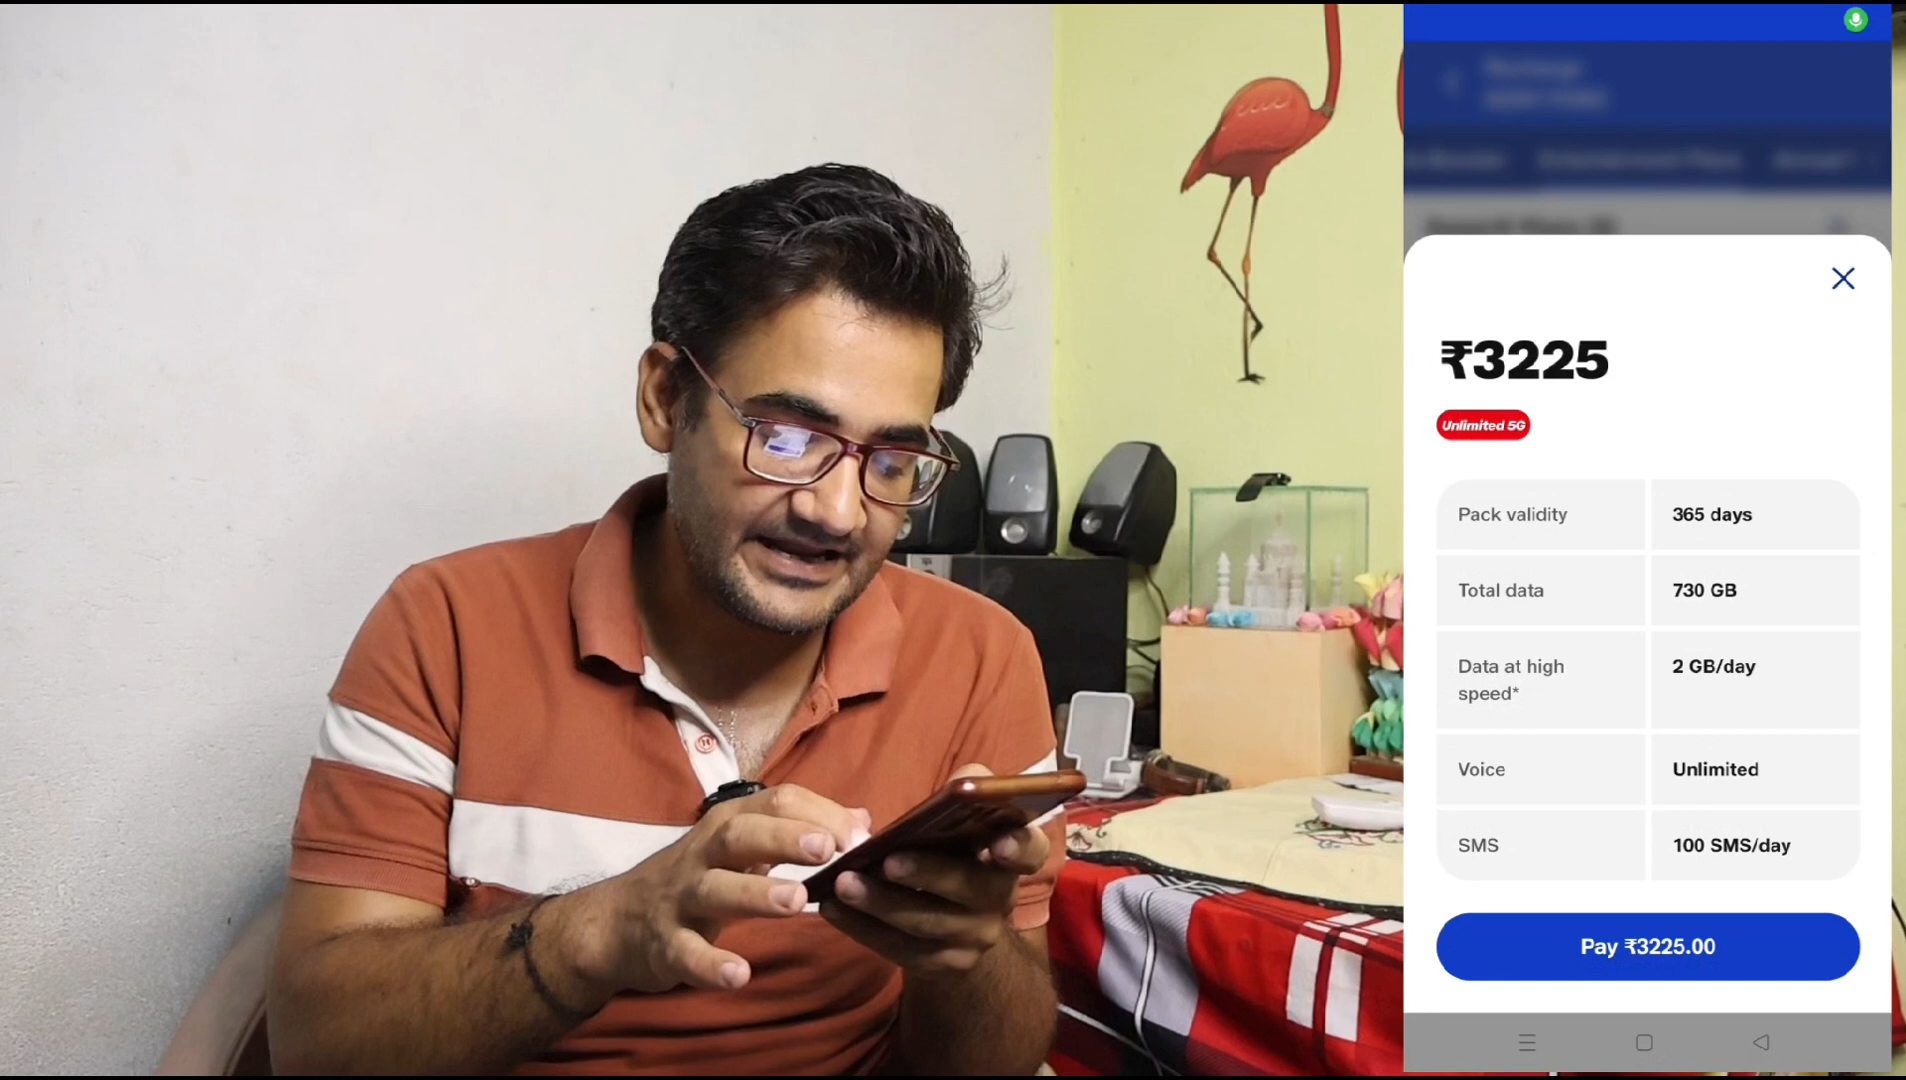 ₹3225
Unlimited 5G
Pack validity 365 days
Total data 730 GB
Data at high speed* 2 GB/day
Voice Unlimited
SMS 100 SMS/day
Pay ₹3225.00